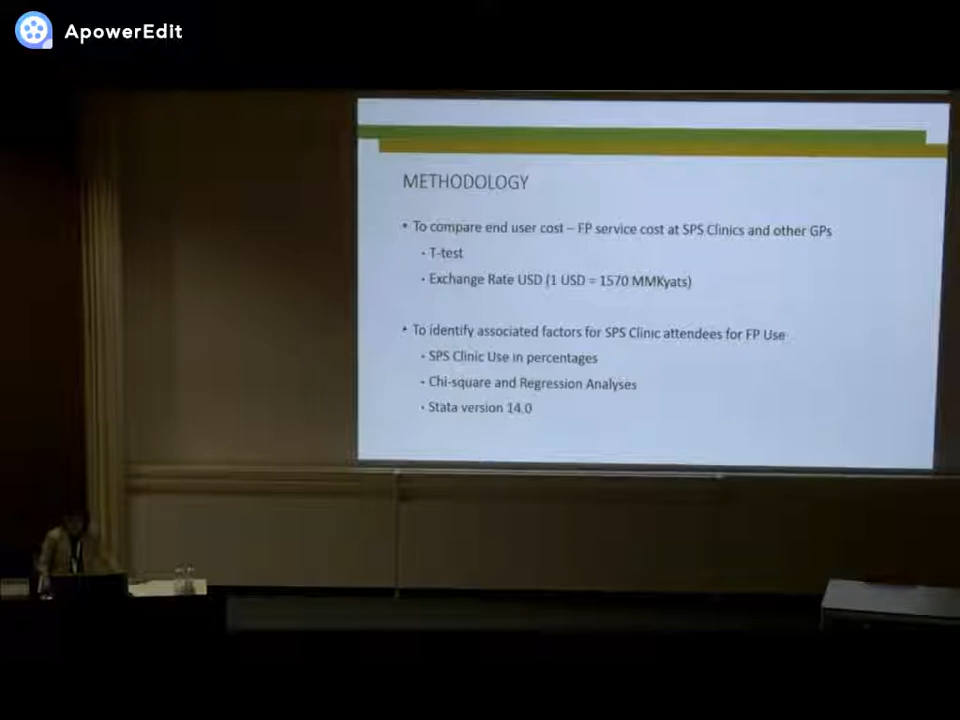 ApowerEdit
METHODOLOGY
• To compare end user cost – FP service cost at SPS Clinics and other GPs
• T-test
• Exchange Rate USD (1 USD = 1570 MMKyats)
• To identify associated factors for SPS Clinic attendees for FP Use
• SPS Clinic Use in percentages
• Chi-square and Regression Analyses
• Stata version 14.0